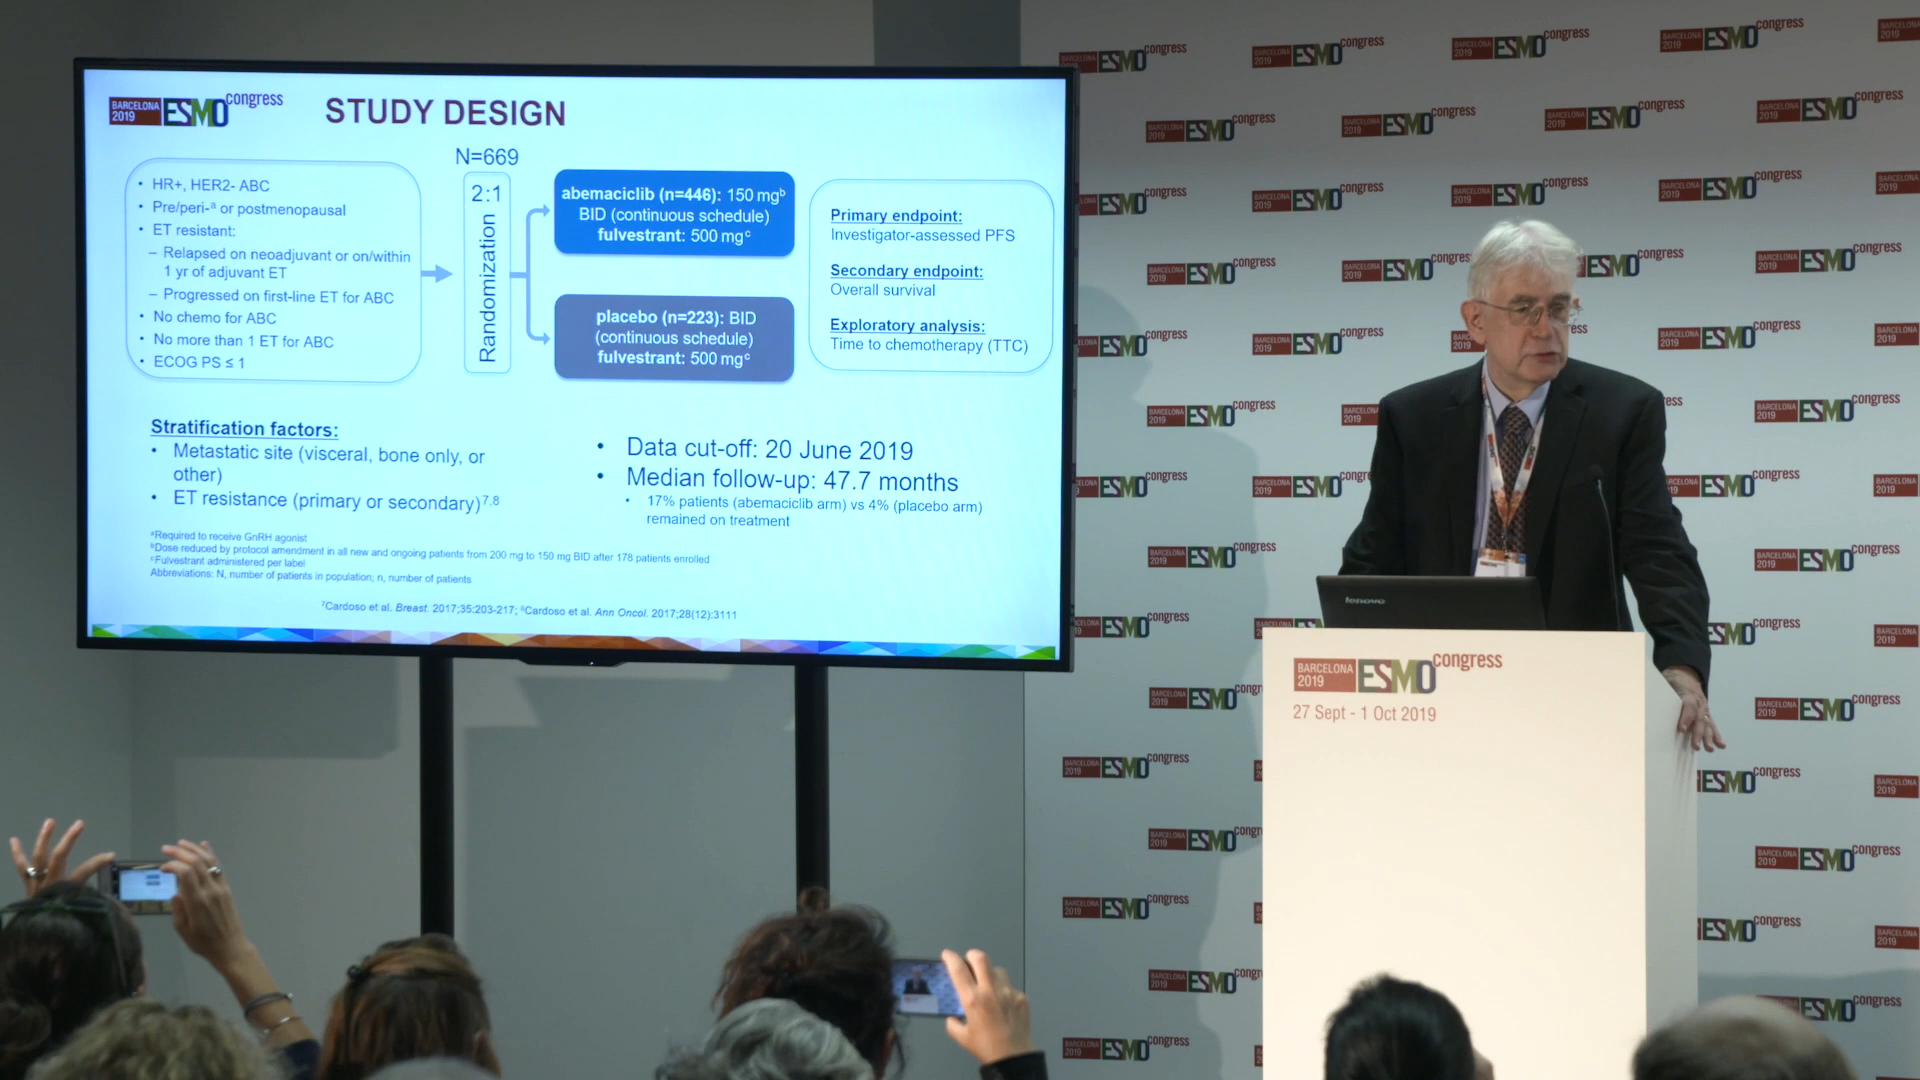 BARCELONA
2019
ESMO congress
STUDY DESIGN
N=669
• HR+, HER2- ABC
• Pre/peri-ᵃ or postmenopausal
• ET resistant:
– Relapsed on neoadjuvant or on/within
1 yr of adjuvant ET
– Progressed on first-line ET for ABC
• No chemo for ABC
• No more than 1 ET for ABC
• ECOG PS ≤ 1
2:1
Randomization
abemaciclib (n=446): 150 mgᵇ
BID (continuous schedule)
fulvestrant: 500 mgᶜ
placebo (n=223): BID
(continuous schedule)
fulvestrant: 500 mgᶜ
Primary endpoint:
Investigator-assessed PFS
Secondary endpoint:
Overall survival
Exploratory analysis:
Time to chemotherapy (TTC)
Stratification factors:
• Metastatic site (visceral, bone only, or
other)
• ET resistance (primary or secondary)⁷,⁸
• Data cut-off: 20 June 2019
• Median follow-up: 47.7 months
• 17% patients (abemaciclib arm) vs 4% (placebo arm)
remained on treatment
ᵃRequired to receive GnRH agonist
ᵇDose reduced by protocol amendment in all new and ongoing patients from 200 mg to 150 mg BID after 178 patients enrolled
ᶜFulvestrant administered per label
Abbreviations: N, number of patients in population; n, number of patients
⁷Cardoso et al. Breast. 2017;35:203-217; ⁸Cardoso et al. Ann Oncol. 2017;28(12):3111
lenovo
BARCELONA
2019
ESMO congress
27 Sept - 1 Oct 2019